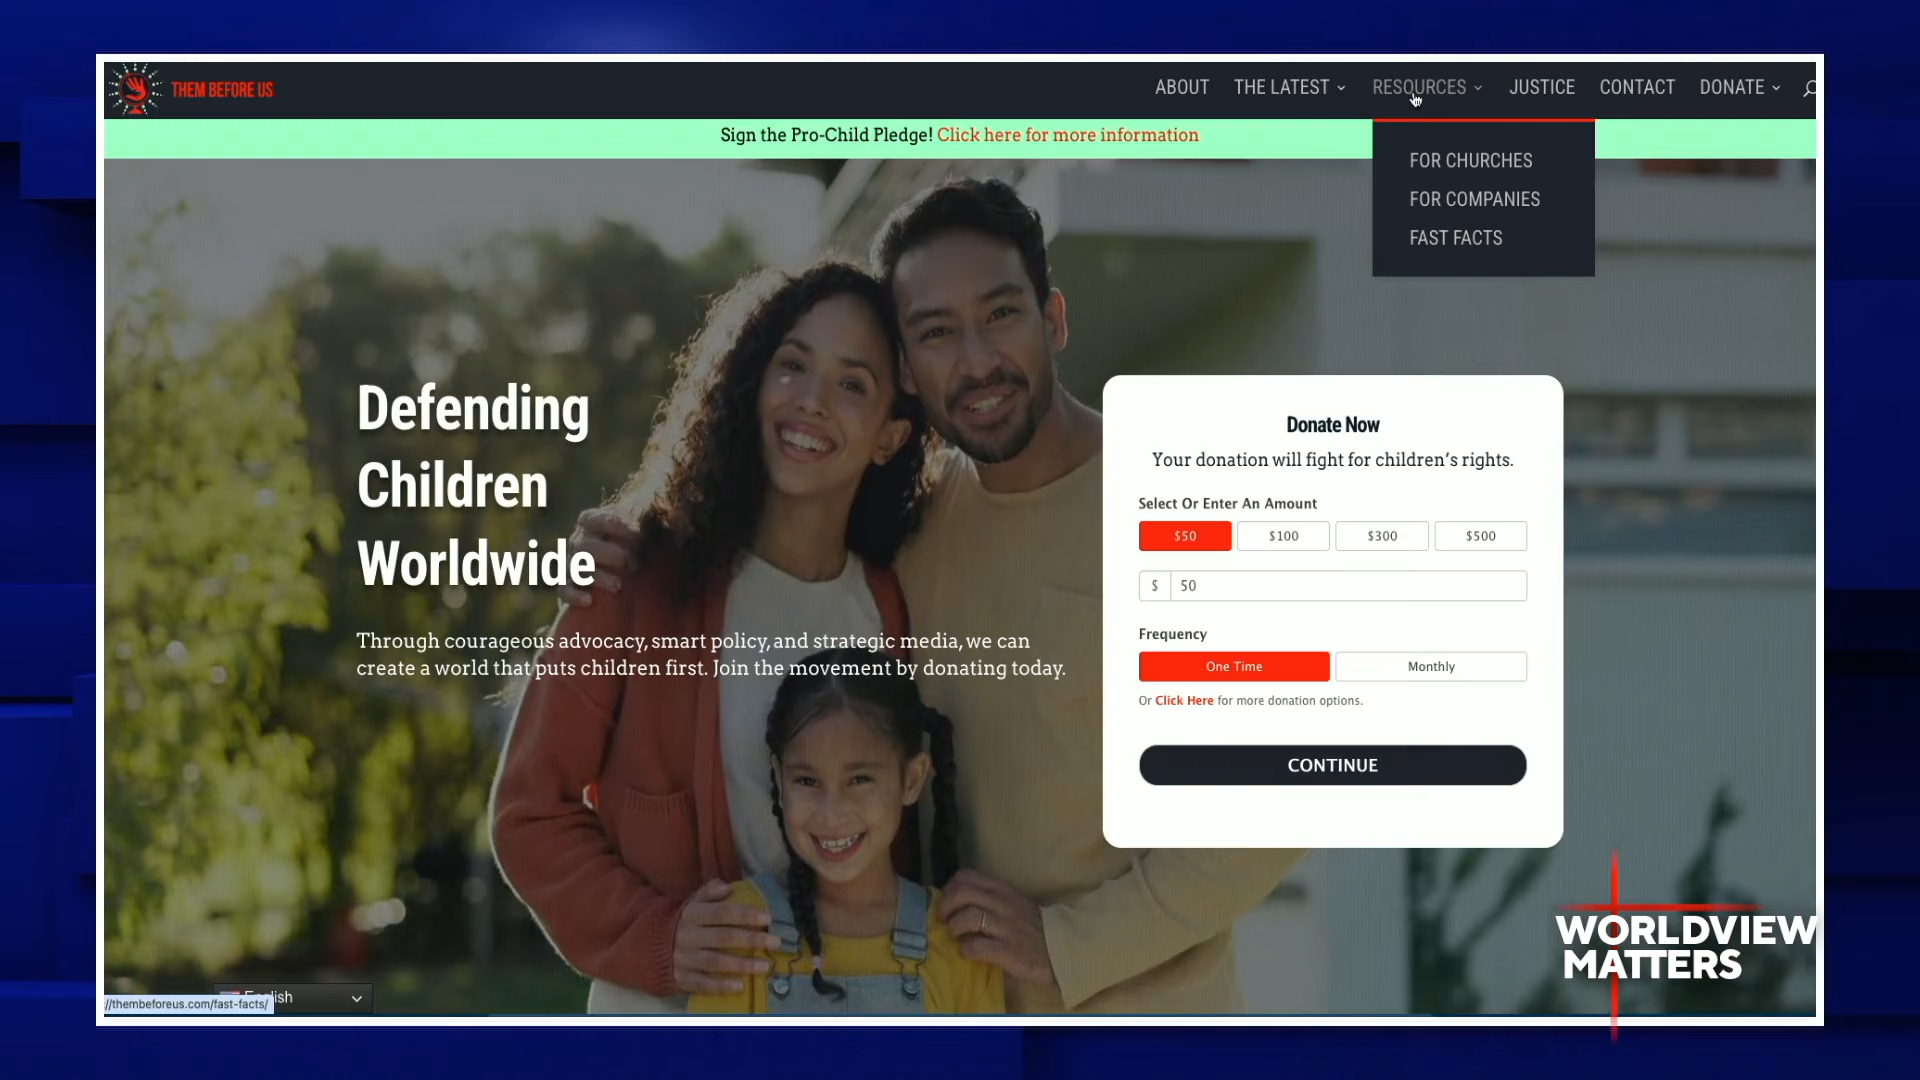 THEM BEFORE US
ABOUT THE LATEST RESOURCES JUSTICE CONTACT DONATE
Sign the Pro-Child Pledge! Click here for more information
FOR CHURCHES
FOR COMPANIES
FAST FACTS
Defending
Children
Worldwide
Through courageous advocacy, smart policy, and strategic media, we can
create a world that puts children first. Join the movement by donating today.
Donate Now
Your donation will fight for children's rights.
Select Or Enter An Amount
$50 $100 $300 $500
$ 50
Frequency
One Time Monthly
Or Click Here for more donation options.
CONTINUE
WORLDVIEW
MATTERS
//thembeforeus.com/fast-facts/